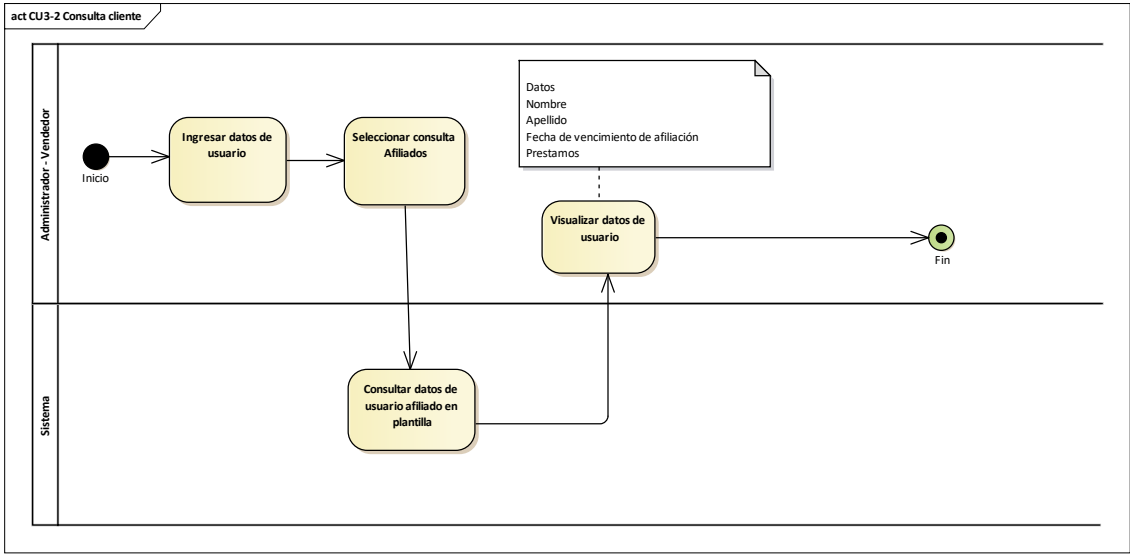 act CU3-2 Consulta cliente
Administrador - Vendedor
Inicio
Ingresar datos de
usuario
Seleccionar consulta
Afiliados
Datos
Nombre
Apellido
Fecha de vencimiento de afiliación
Prestamos
Visualizar datos de
usuario
Fin
Sistema
Consultar datos de
usuario afiliado en
plantilla